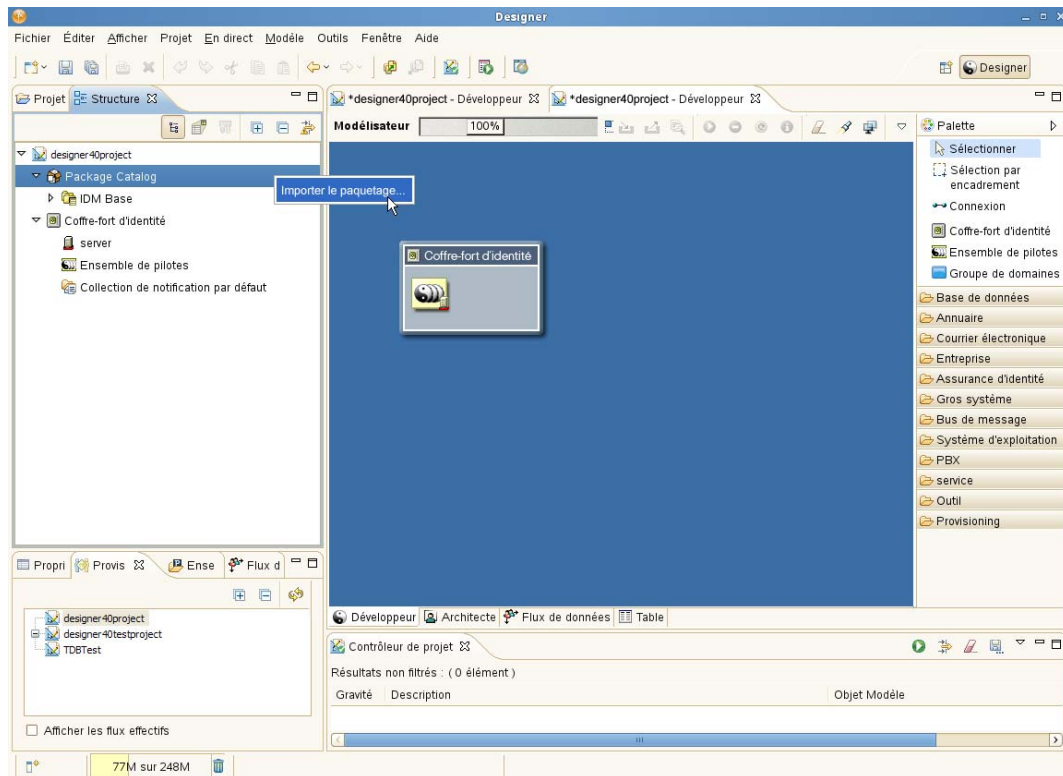 Designer
Fichier Éditer Afficher Projet En direct Modèle Outils Fenêtre Aide
Designer
Projet Structure
*designer40project - Développeur *designer40project - Développeur
Modélisateur 100%
Palette
designer40project
Package Catalog
IDM Base
Coffre-fort d'identité
server
Ensemble de pilotes
Collection de notification par défaut
Importer le paquetage...
Coffre-fort d'identité
Sélectionner
Sélection par
encadrement
Connexion
Coffre-fort d'identité
Ensemble de pilotes
Groupe de domaines
Base de données
Annuaire
Courrier électronique
Entreprise
Assurance d'identité
Gros système
Bus de message
Système d'exploitation
PBX
service
Outil
Provisioning
Propri Provis Ense Flux d
designer40project
designer40testproject
TDBTest
Afficher les flux effectifs
Développeur Architecte Flux de données Table
Contrôleur de projet
Résultats non filtrés : ( 0 élément )
Gravité Description Objet Modèle
77M sur 248M